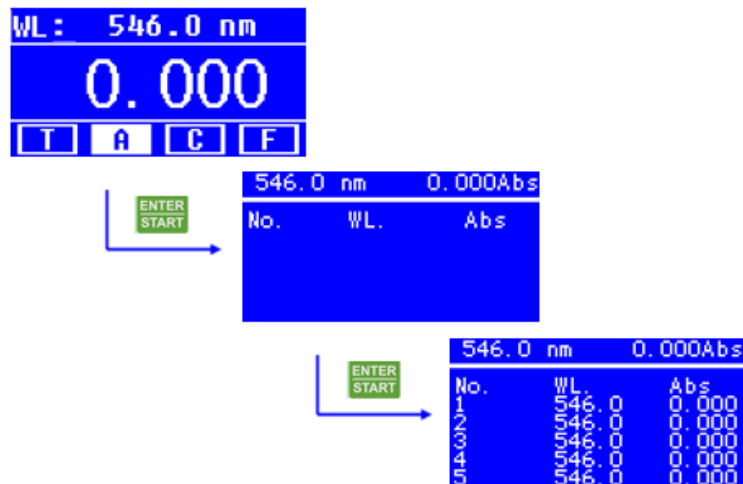 WL: 546.0 nm
0.000
T A C F
ENTER
START
546.0 nm 0.000Abs
No. WL. Abs
ENTER
START
546.0 nm 0.000Abs
No. WL. Abs
1 546.0 0.000
2 546.0 0.000
3 546.0 0.000
4 546.0 0.000
5 546.0 0.000